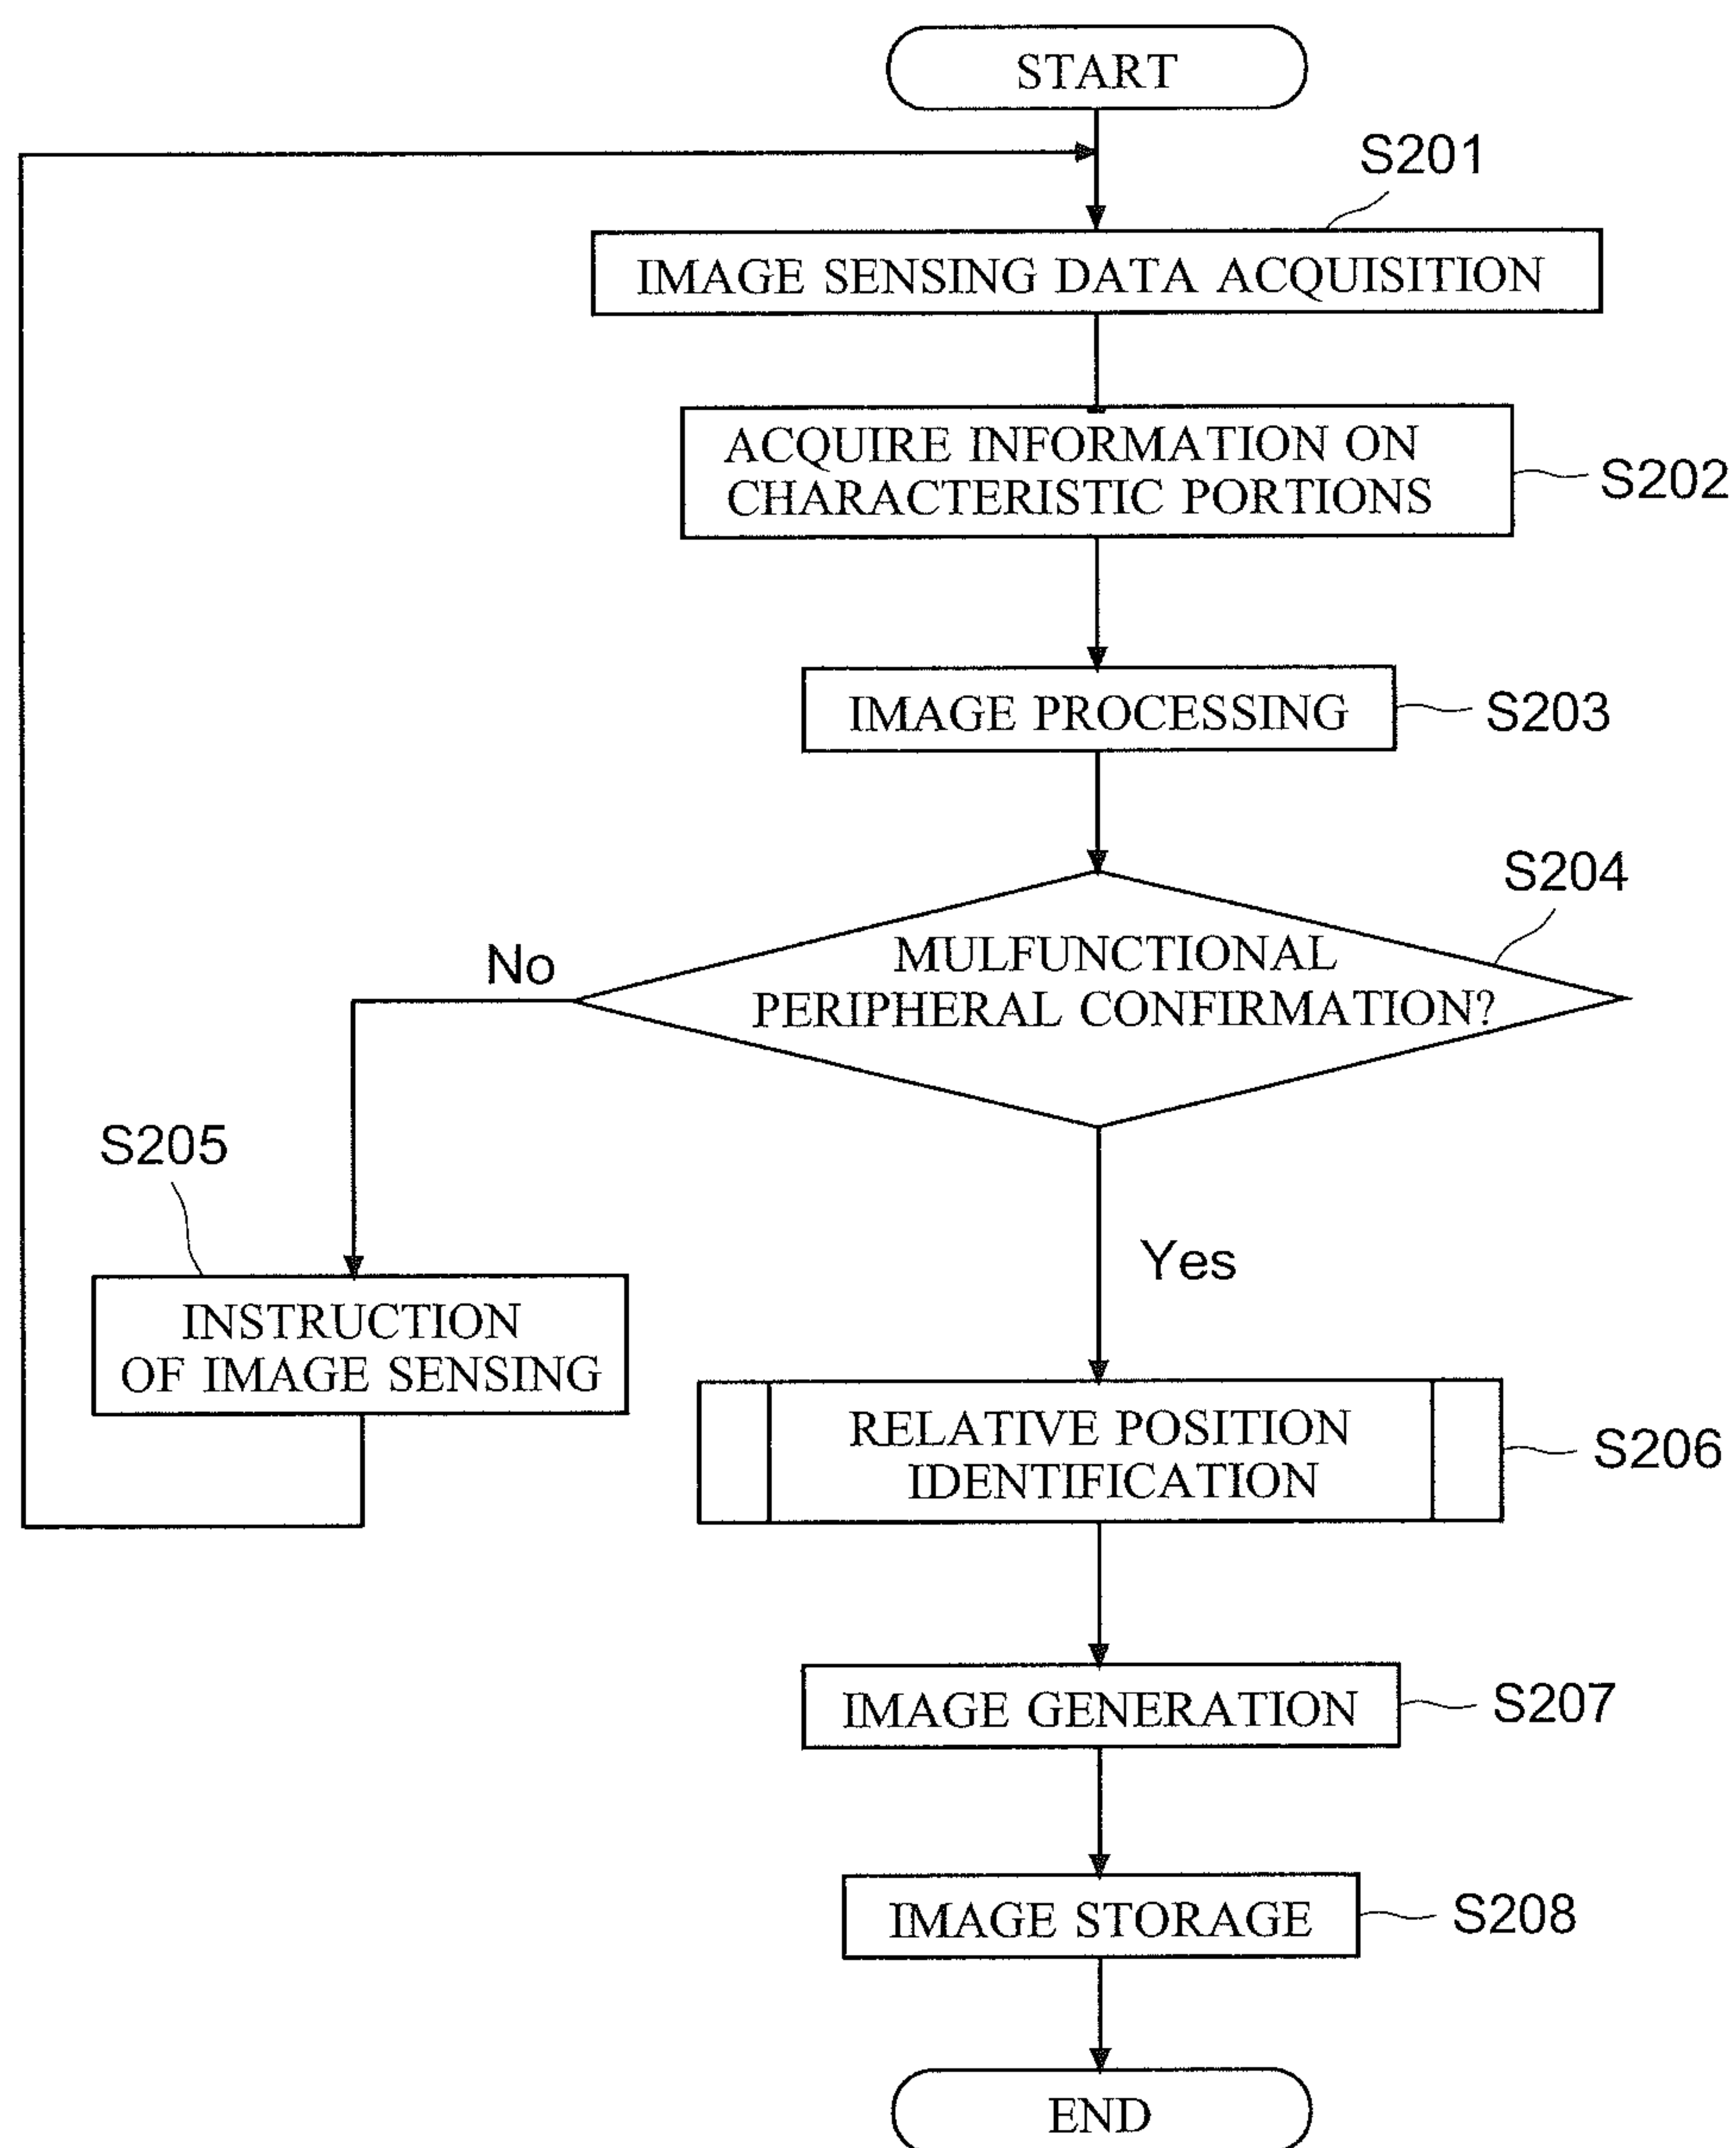 START
S201
IMAGE SENSING DATA ACQUISITION
ACQUIRE INFORMATION ON
CHARACTERISTIC PORTIONS
S202
IMAGE PROCESSING
S203
S204
MULFUNCTIONAL
PERIPHERAL CONFIRMATION?
No
S205
Yes
INSTRUCTION
OF IMAGE SENSING
RELATIVE POSITION
IDENTIFICATION
S206
IMAGE GENERATION
S207
IMAGE STORAGE
S208
END